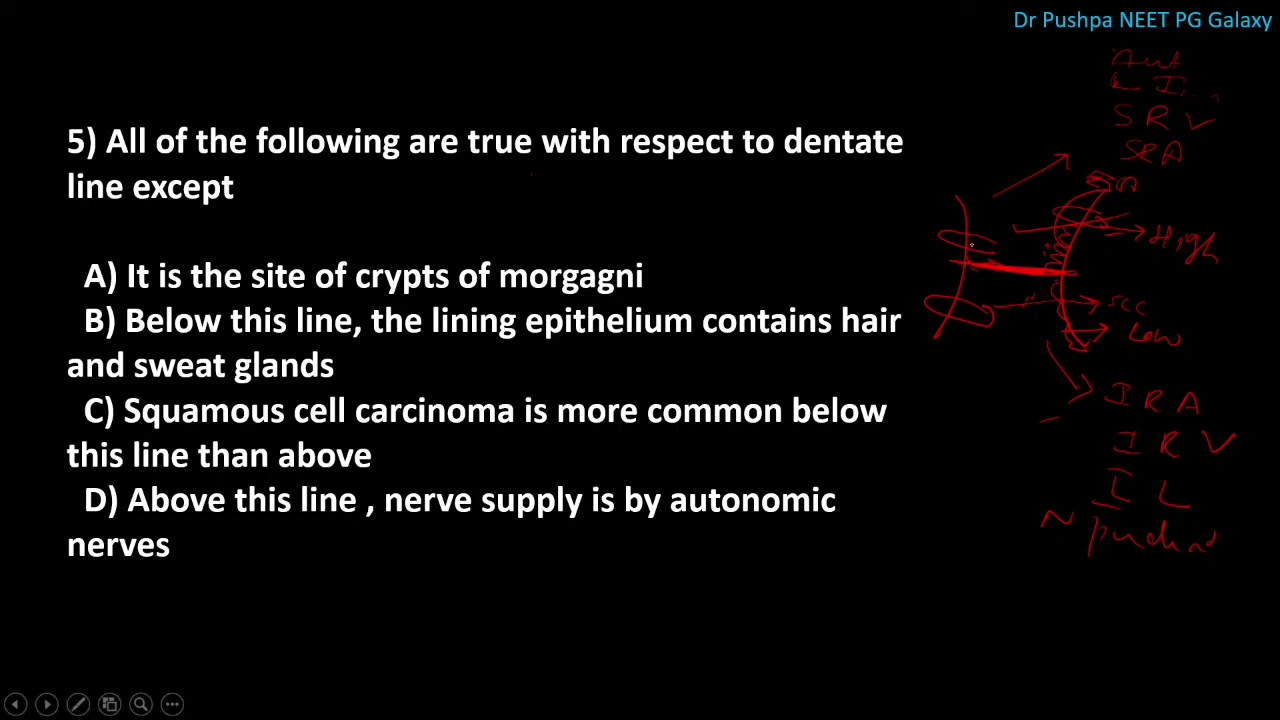 Dr Pushpa NEET PG Galaxy
5) All of the following are true with respect to dentate
line except
A) It is the site of crypts of morgagni
B) Below this line, the lining epithelium contains hair
and sweat glands
C) Squamous cell carcinoma is more common below
this line than above
D) Above this line , nerve supply is by autonomic
nerves
Aut
S R V
SRA
High
SCC
Low
I R A
I R V
I L
N